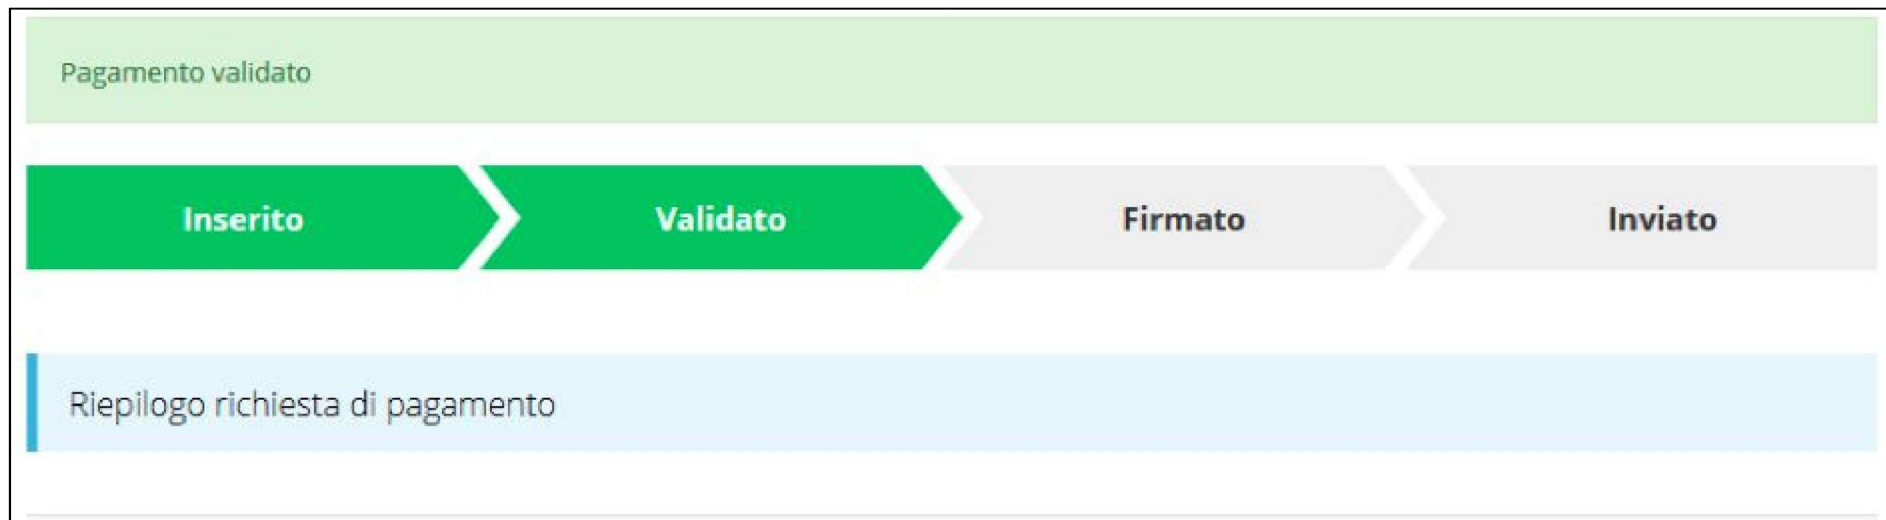 Pagamento validato
Inserito Validato Firmato Inviato
Riepilogo richiesta di pagamento